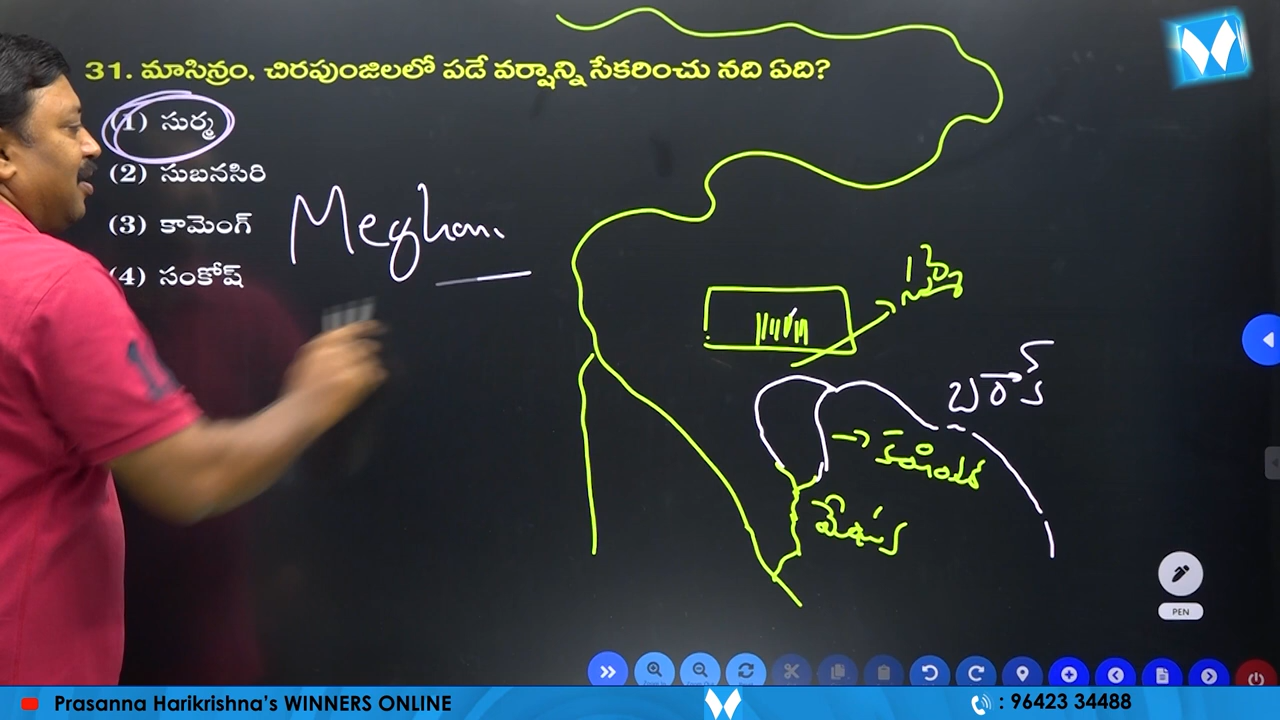 31. మాసిన్రం, చిరపుంజిలలో పడే వర్షాన్ని సేకరించు నది ఏది?
(1) సుర్మ
(2) సుబనసిరి
(3) కామెంగ్
(4) సంకోష్
Meghan
PEN
Prasanna Harikrishna's WINNERS ONLINE
: 96423 34488